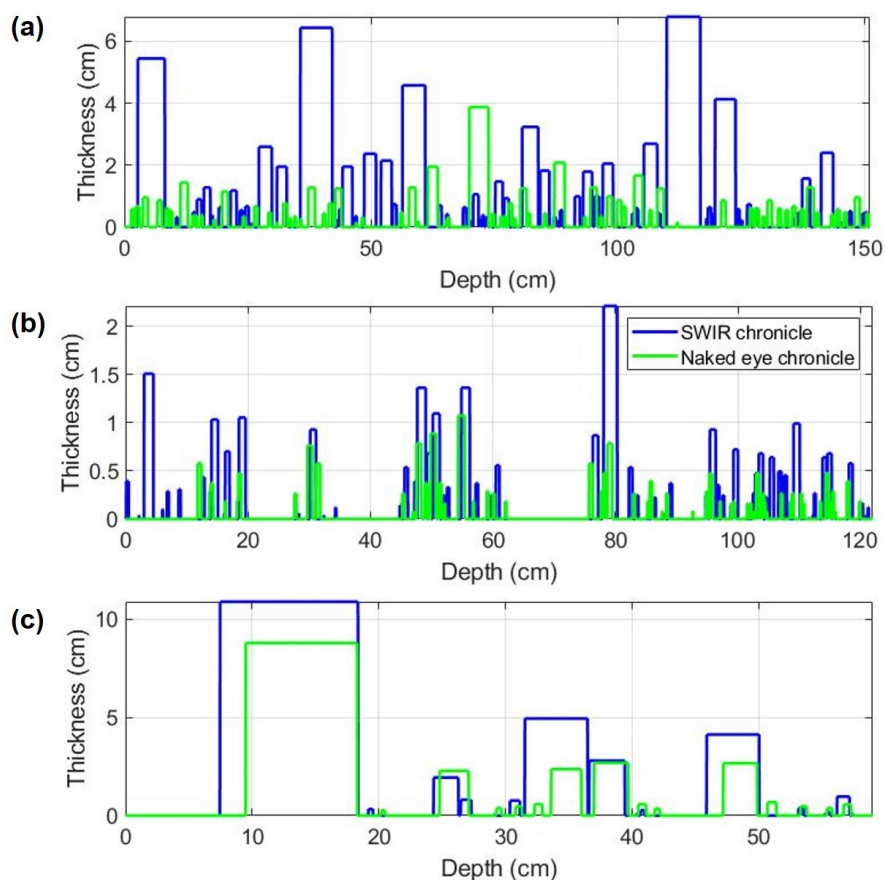 (a)
6
4
2
0
Thickness (cm)
0 50 100 150
Depth (cm)
(b)
2
1.5
1
0.5
0
Thickness (cm)
SWIR chronicle
Naked eye chronicle
0 20 40 60 80 100 120
Depth (cm)
(c)
10
5
0
Thickness (cm)
0 10 20 30 40 50
Depth (cm)